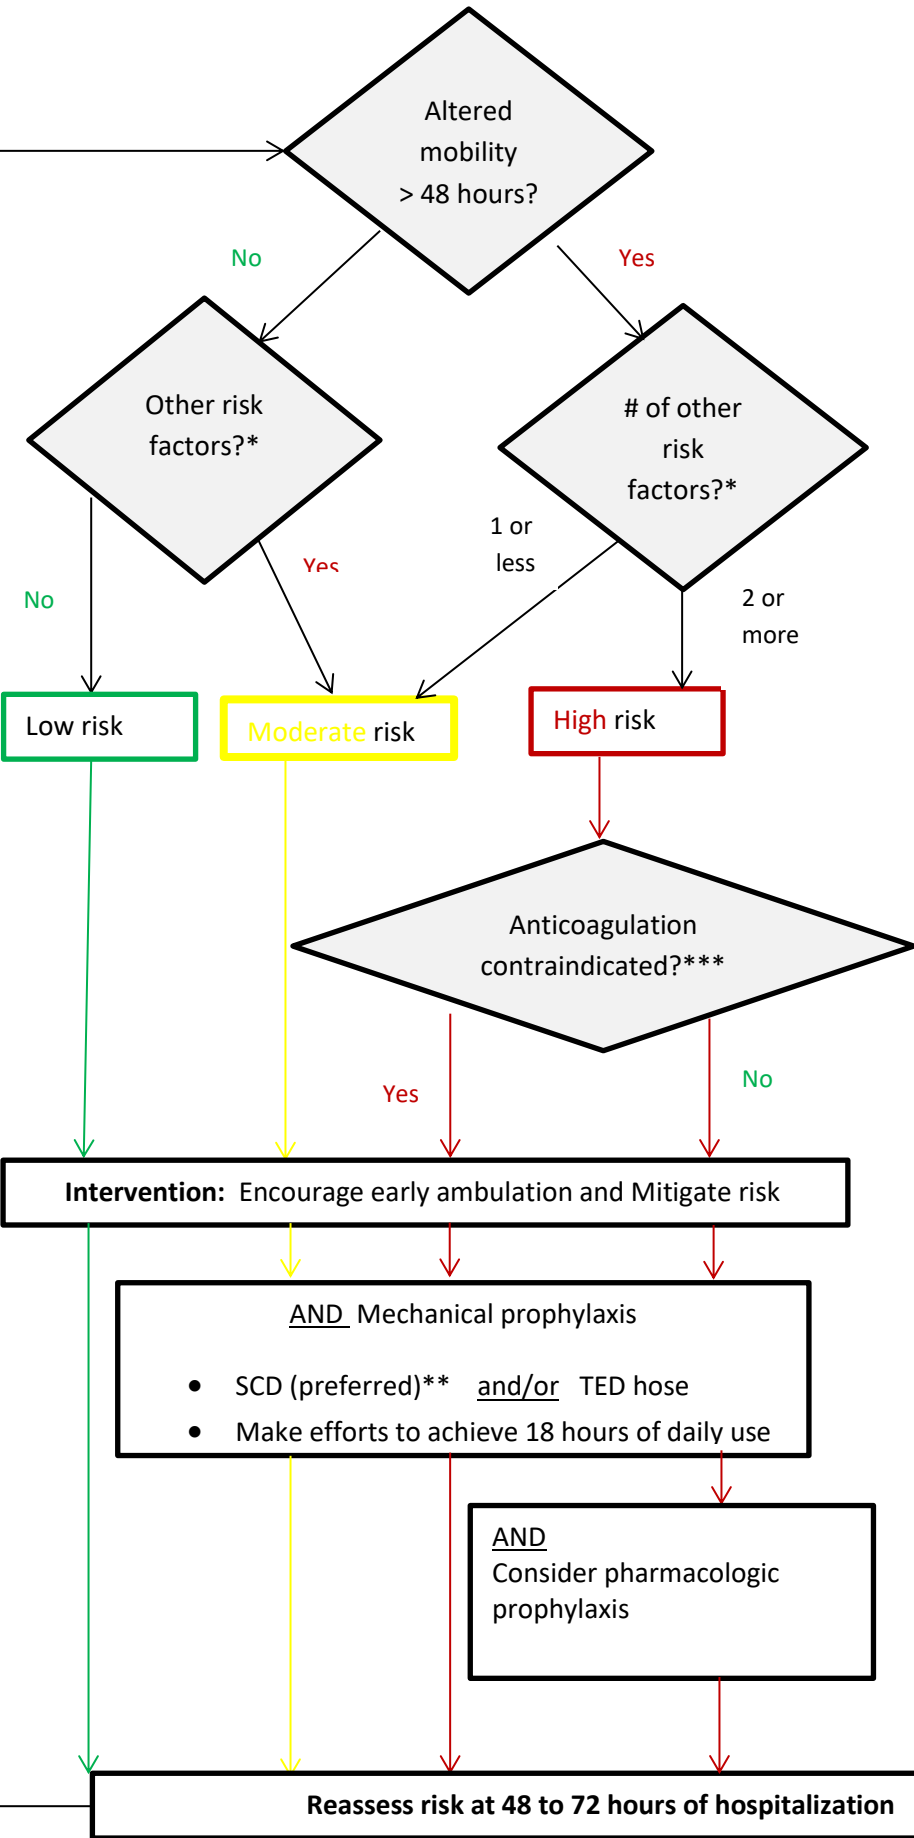 Altered
mobility
> 48 hours?
No
Yes
Other risk
factors?*
# of other
risk
factors?*
1 or
less
Yes
No
2 or
more
Low risk
Moderate risk
High risk
Anticoagulation
contraindicated?***
Yes
No
Intervention: Encourage early ambulation and Mitigate risk
AND Mechanical prophylaxis
• SCD (preferred)** and/or TED hose
• Make efforts to achieve 18 hours of daily use
AND
Consider pharmacologic
prophylaxis
Reassess risk at 48 to 72 hours of hospitalization